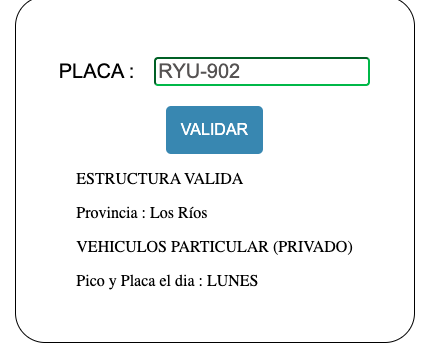 PLACA : RYU-902
VALIDAR
ESTRUCTURA VALIDA
Provincia : Los Ríos
VEHICULOS PARTICULAR (PRIVADO)
Pico y Placa el dia : LUNES